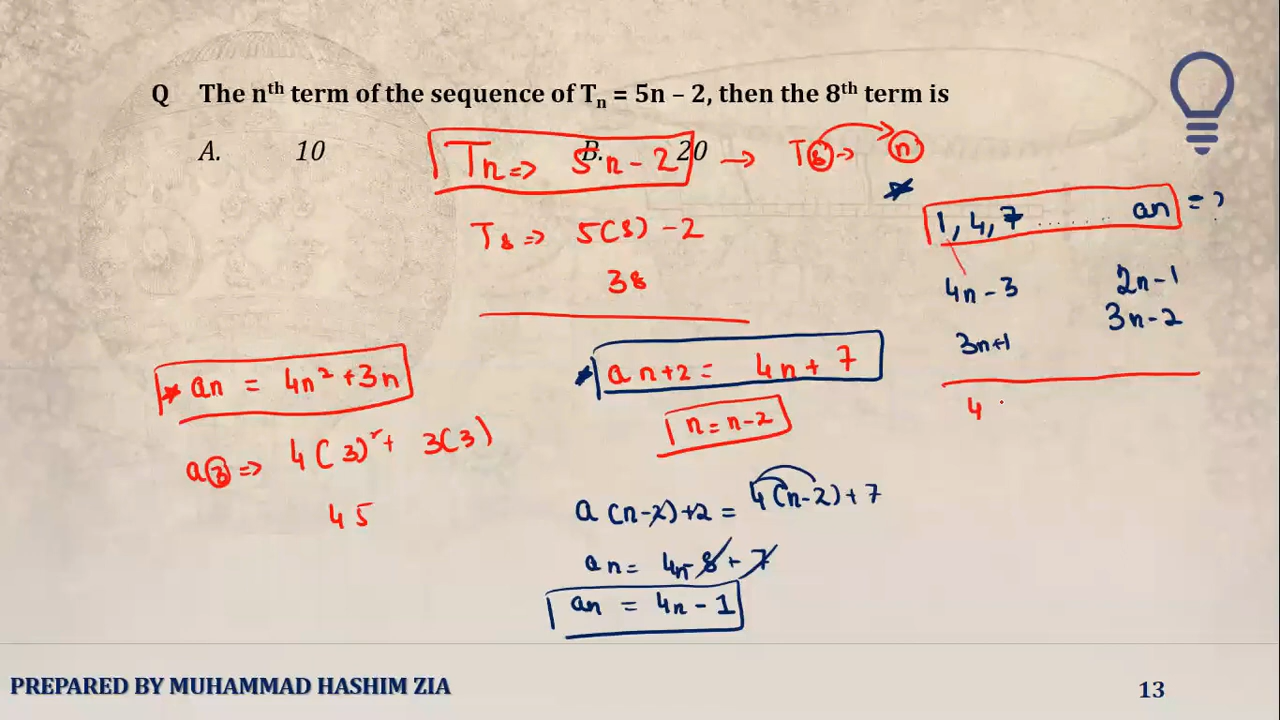 Q The nth term of the sequence of Tn = 5n – 2, then the 8th term is
A. 10 B. 20
Tn => 5n - 2 → T8 → n
T8 => 5(8) - 2
38
1, 4, 7 ....... an = ?
4n - 3 2n - 1
3n+1 3n - 2
4
* an = 4n² + 3n
a3 => 4(3)² + 3(3)
45
* an+2 = 4n + 7
n = n-2
a(n-2)+2 = 4(n-2)+7
an = 4n - 8 + 7
an = 4n - 1
PREPARED BY MUHAMMAD HASHIM ZIA
13